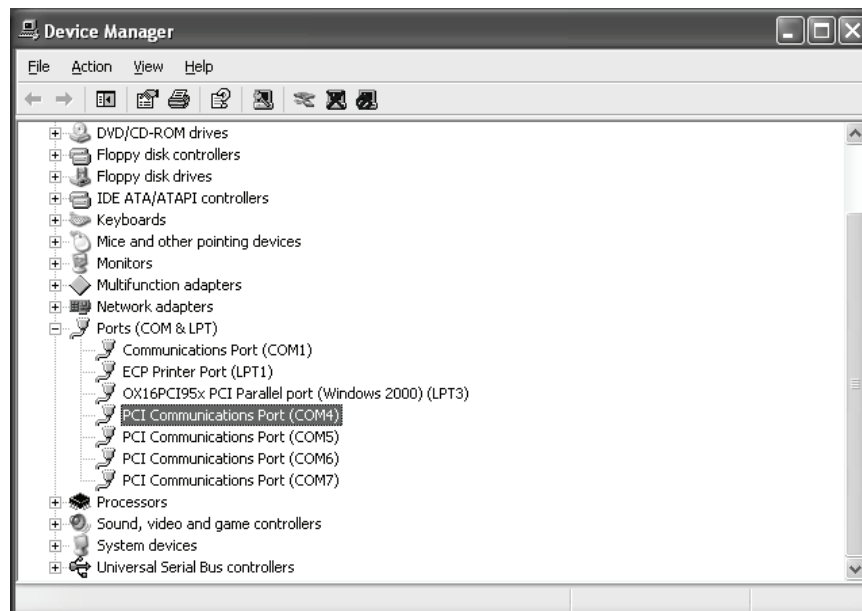 Device Manager
File Action View Help
DVD/CD-ROM drives
Floppy disk controllers
Floppy disk drives
IDE ATA/ATAPI controllers
Keyboards
Mice and other pointing devices
Monitors
Multifunction adapters
Network adapters
Ports (COM & LPT)
Communications Port (COM1)
ECP Printer Port (LPT1)
OX16PCI95x PCI Parallel port (Windows 2000) (LPT3)
PCI Communications Port (COM4)
PCI Communications Port (COM5)
PCI Communications Port (COM6)
PCI Communications Port (COM7)
Processors
Sound, video and game controllers
System devices
Universal Serial Bus controllers